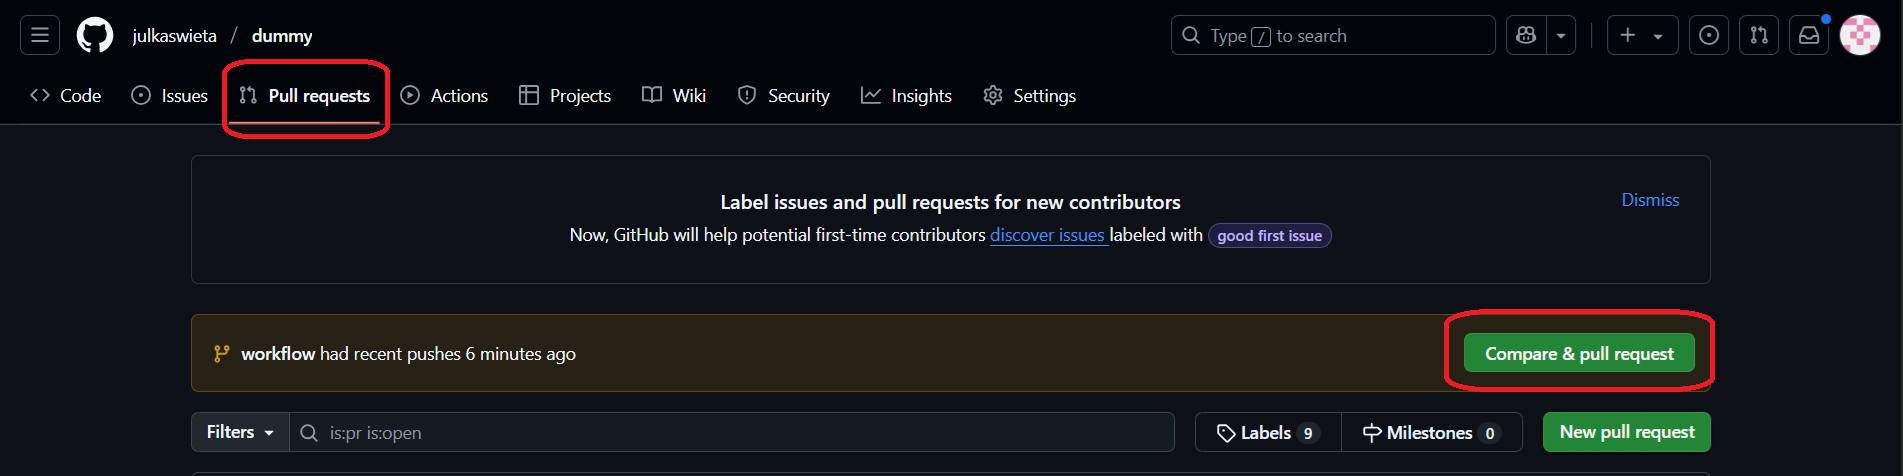 julkaswieta / dummy
Type / to search
Code Issues Pull requests Actions Projects Wiki Security Insights Settings
Label issues and pull requests for new contributors
Dismiss
Now, GitHub will help potential first-time contributors discover issues labeled with good first issue
workflow had recent pushes 6 minutes ago
Compare & pull request
Filters is:pr is:open Labels 9 Milestones 0 New pull request